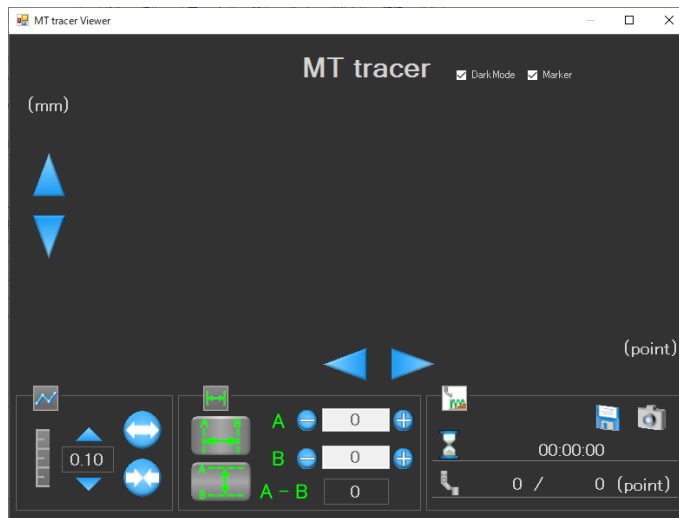 MT tracer Viewer
MT tracer
DarkMode
Marker
(mm)
(point)
A B
A 0
0.10
B 0
A
B
A - B 0
00:00:00
0 / 0 (point)